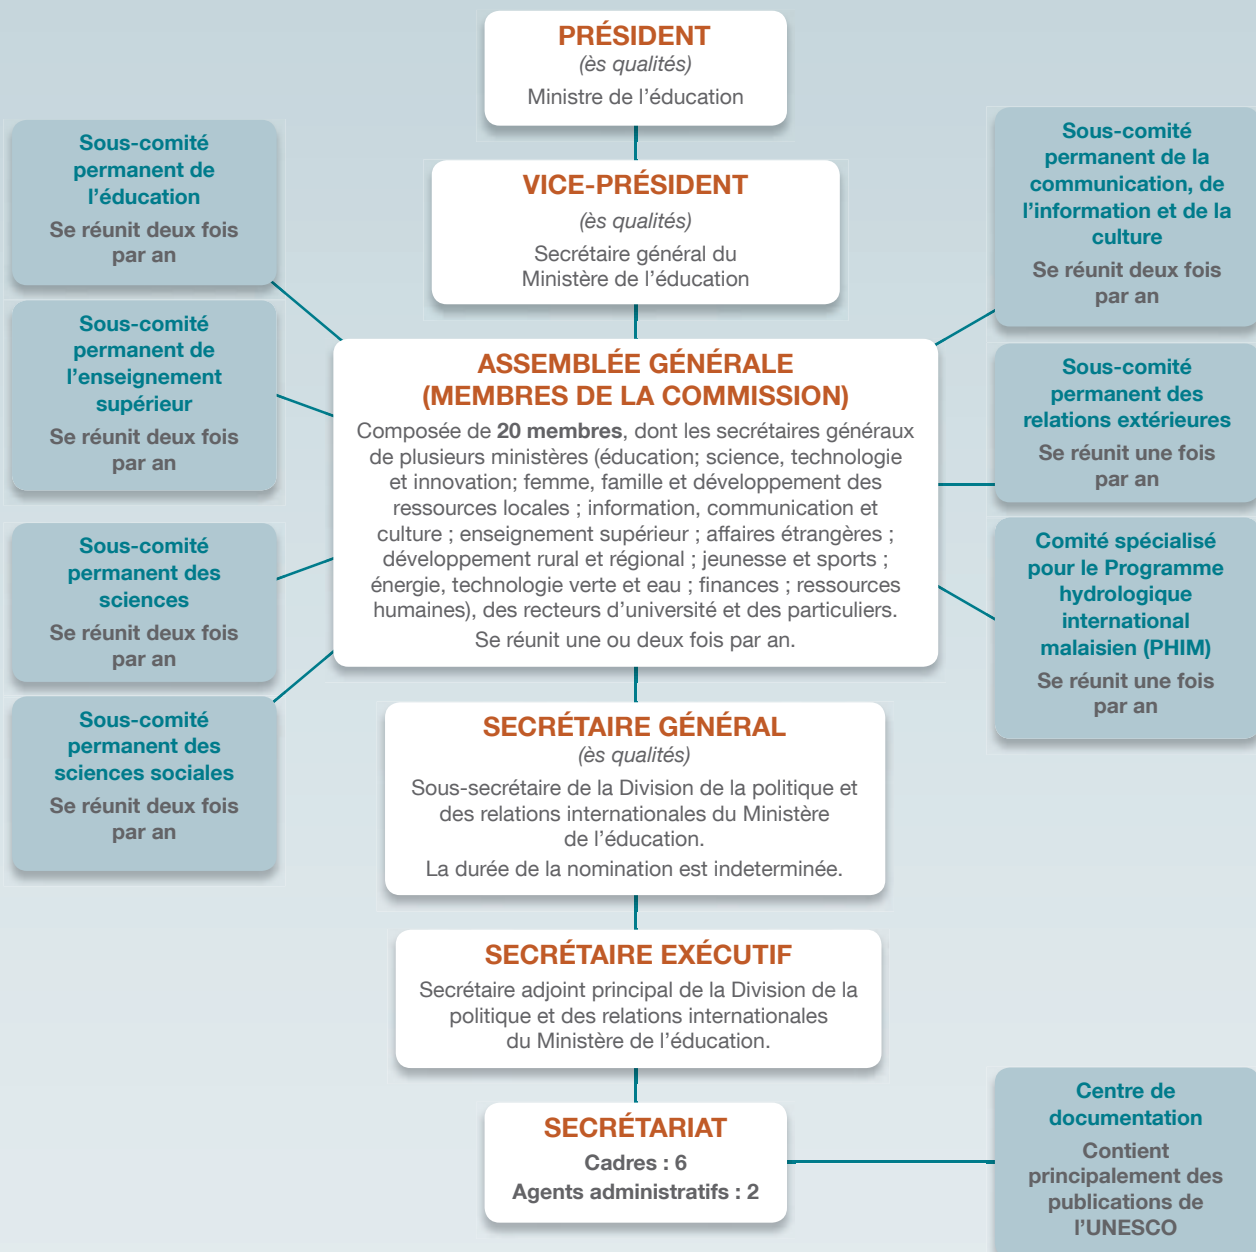 PRÉSIDENT
(ès qualités)
Ministre de l’éducation
VICE-PRÉSIDENT
(ès qualités)
Secrétaire général du
Ministère de l’éducation
Sous-comité
permanent de
l’éducation
Se réunit deux fois
par an
Sous-comité
permanent de
l’enseignement
supérieur
Se réunit deux fois
par an
Sous-comité
permanent des
sciences
Se réunit deux fois
par an
Sous-comité
permanent des
sciences sociales
Se réunit deux fois
par an
ASSEMBLÉE GÉNÉRALE
(MEMBRES DE LA COMMISSION)
Composée de 20 membres, dont les secrétaires généraux
de plusieurs ministères (éducation; science, technologie
et innovation; femme, famille et développement des
ressources locales ; information, communication et
culture ; enseignement supérieur ; affaires étrangères ;
développement rural et régional ; jeunesse et sports ;
énergie, technologie verte et eau ; finances ; ressources
humaines), des recteurs d’université et des particuliers.
Se réunit une ou deux fois par an.
Sous-comité
permanent de la
communication, de
l’information et de la
culture
Se réunit deux fois
par an
Sous-comité
permanent des
relations extérieures
Se réunit une fois
par an
Comité spécialisé
pour le Programme
hydrologique
international
malaisien (PHIM)
Se réunit une fois
par an
SECRÉTAIRE GÉNÉRAL
(ès qualités)
Sous-secrétaire de la Division de la politique et
des relations internationales du Ministère
de l’éducation.
La durée de la nomination est indeterminée.
SECRÉTAIRE EXÉCUTIF
Secrétaire adjoint principal de la Division de la
politique et des relations internationales
du Ministère de l’éducation.
SECRÉTARIAT
Cadres : 6
Agents administratifs : 2
Centre de
documentation
Contient
principalement des
publications de
l’UNESCO